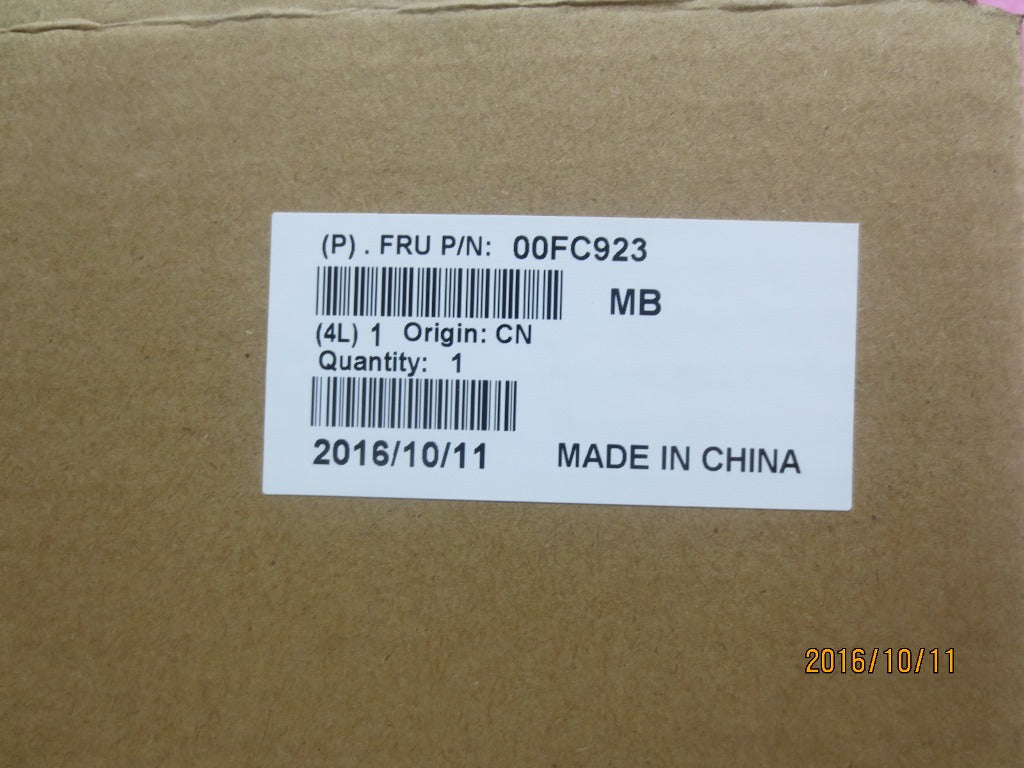 (P) . FRU P/N: 00FC923
MB
(4L) 1 Origin: CN
Quantity: 1
2016/10/11 MADE IN CHINA
2016/10/11